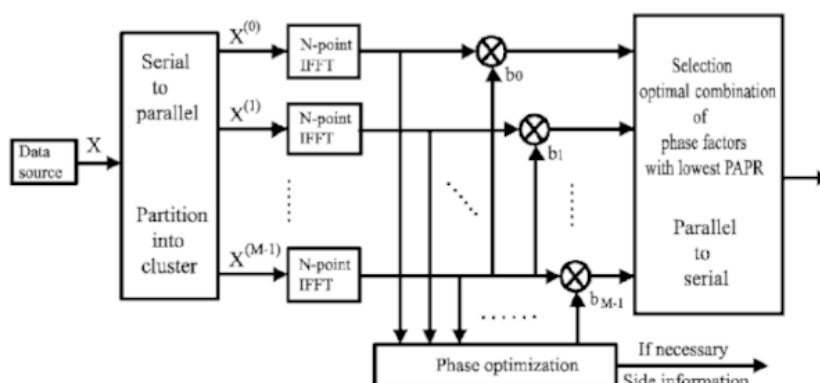 Data
source
X
Serial
to
parallel
Partition
into
cluster
X(0)
N-point
IFFT
X(1)
N-point
IFFT
X(M-1)
N-point
IFFT
b0
b1
bM-1
Selection
optimal combination
of
phase factors
with lowest PAPR
Parallel
to
serial
Phase optimization
If necessary
Side information